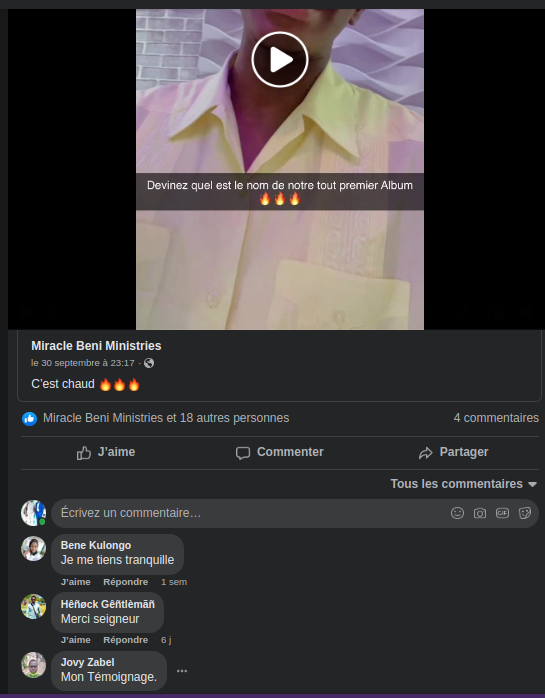 Devinez quel est le nom de notre tout premier Album
🔥🔥🔥
Miracle Beni Ministries
le 30 septembre à 23:17 ·
C'est chaud 🔥🔥🔥
Miracle Beni Ministries et 18 autres personnes
4 commentaires
J'aime
Commenter
Partager
Tous les commentaires
Écrivez un commentaire…
GIF
Bene Kulongo
Je me tiens tranquille
J'aime Répondre 1 sem
Hêñøck Gêñtlèmãñ
Merci seigneur
J'aime Répondre 6 j
Jovy Zabel
Mon Témoignage.